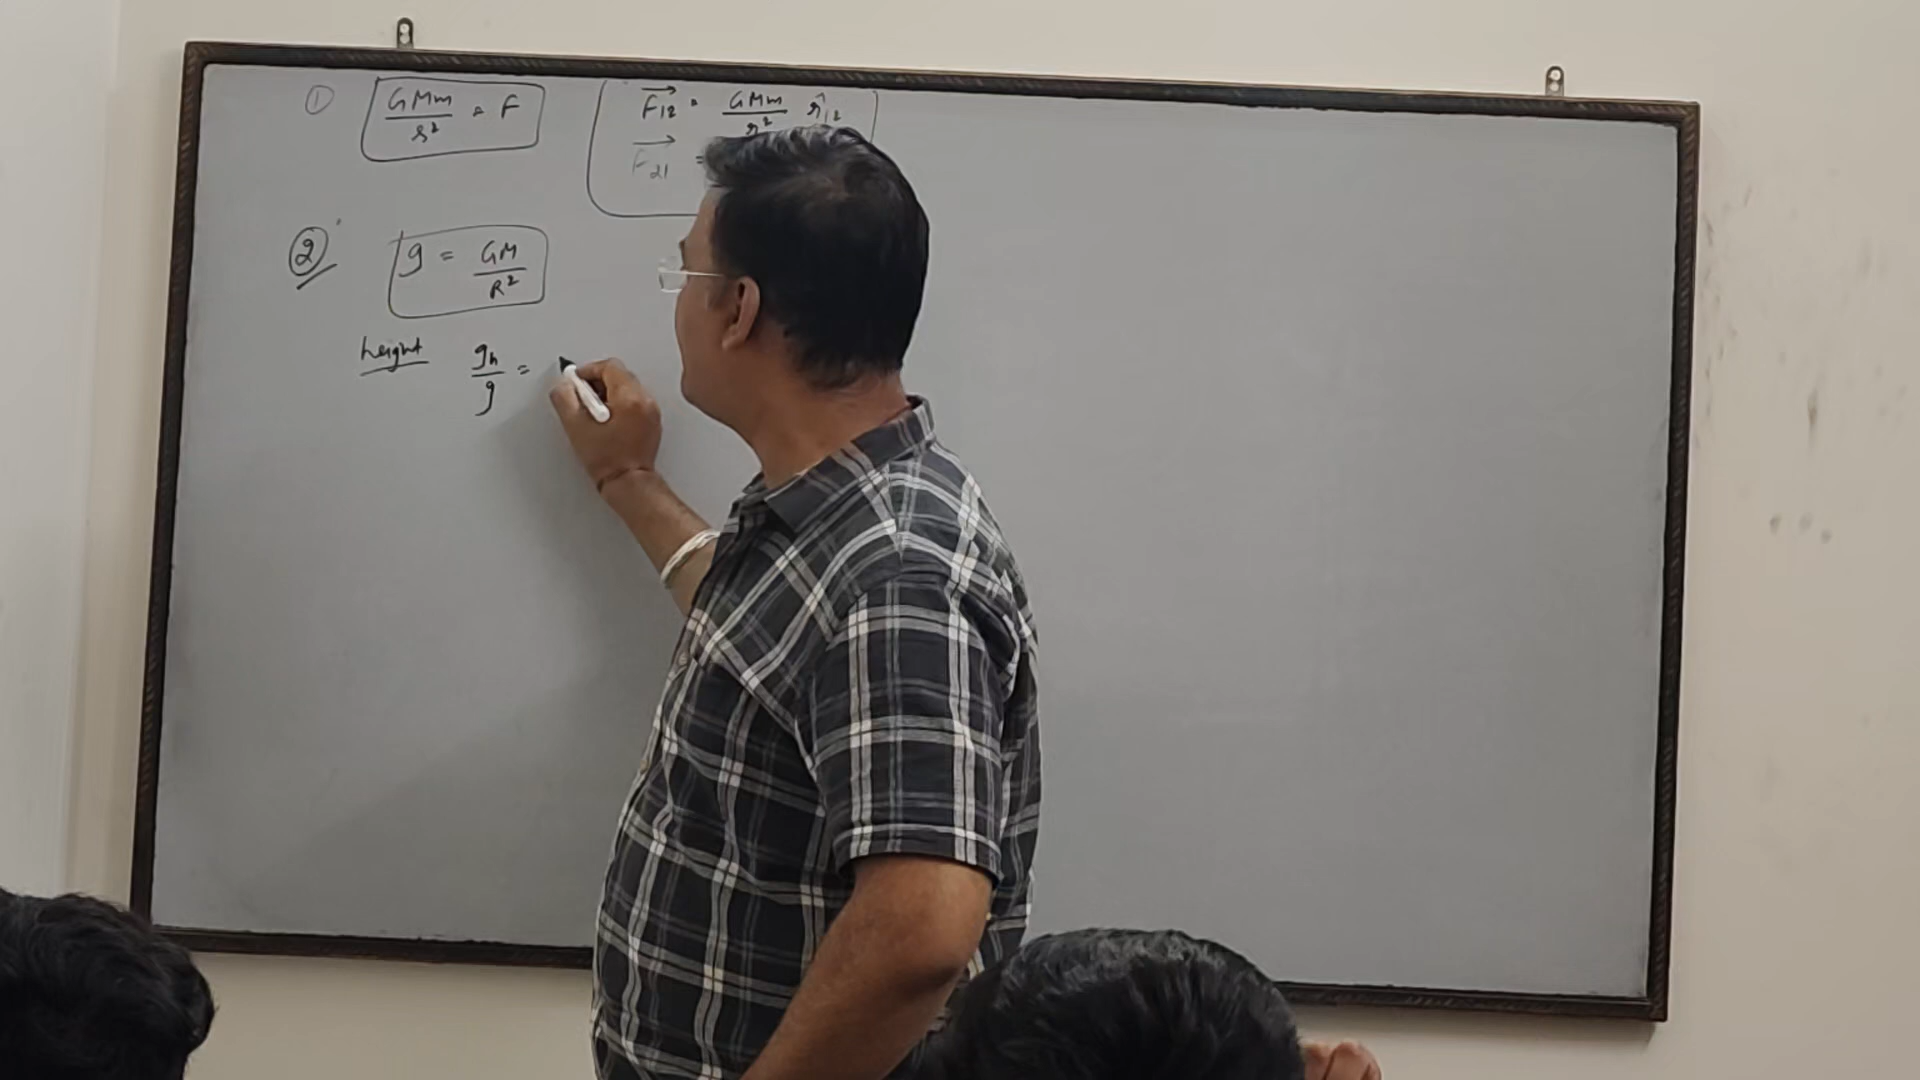 ① GMm/r² = F
F₁₂ = GMm/r² r̂₁₂
F₂₁ =
② g = GM/R²
height gh/g =